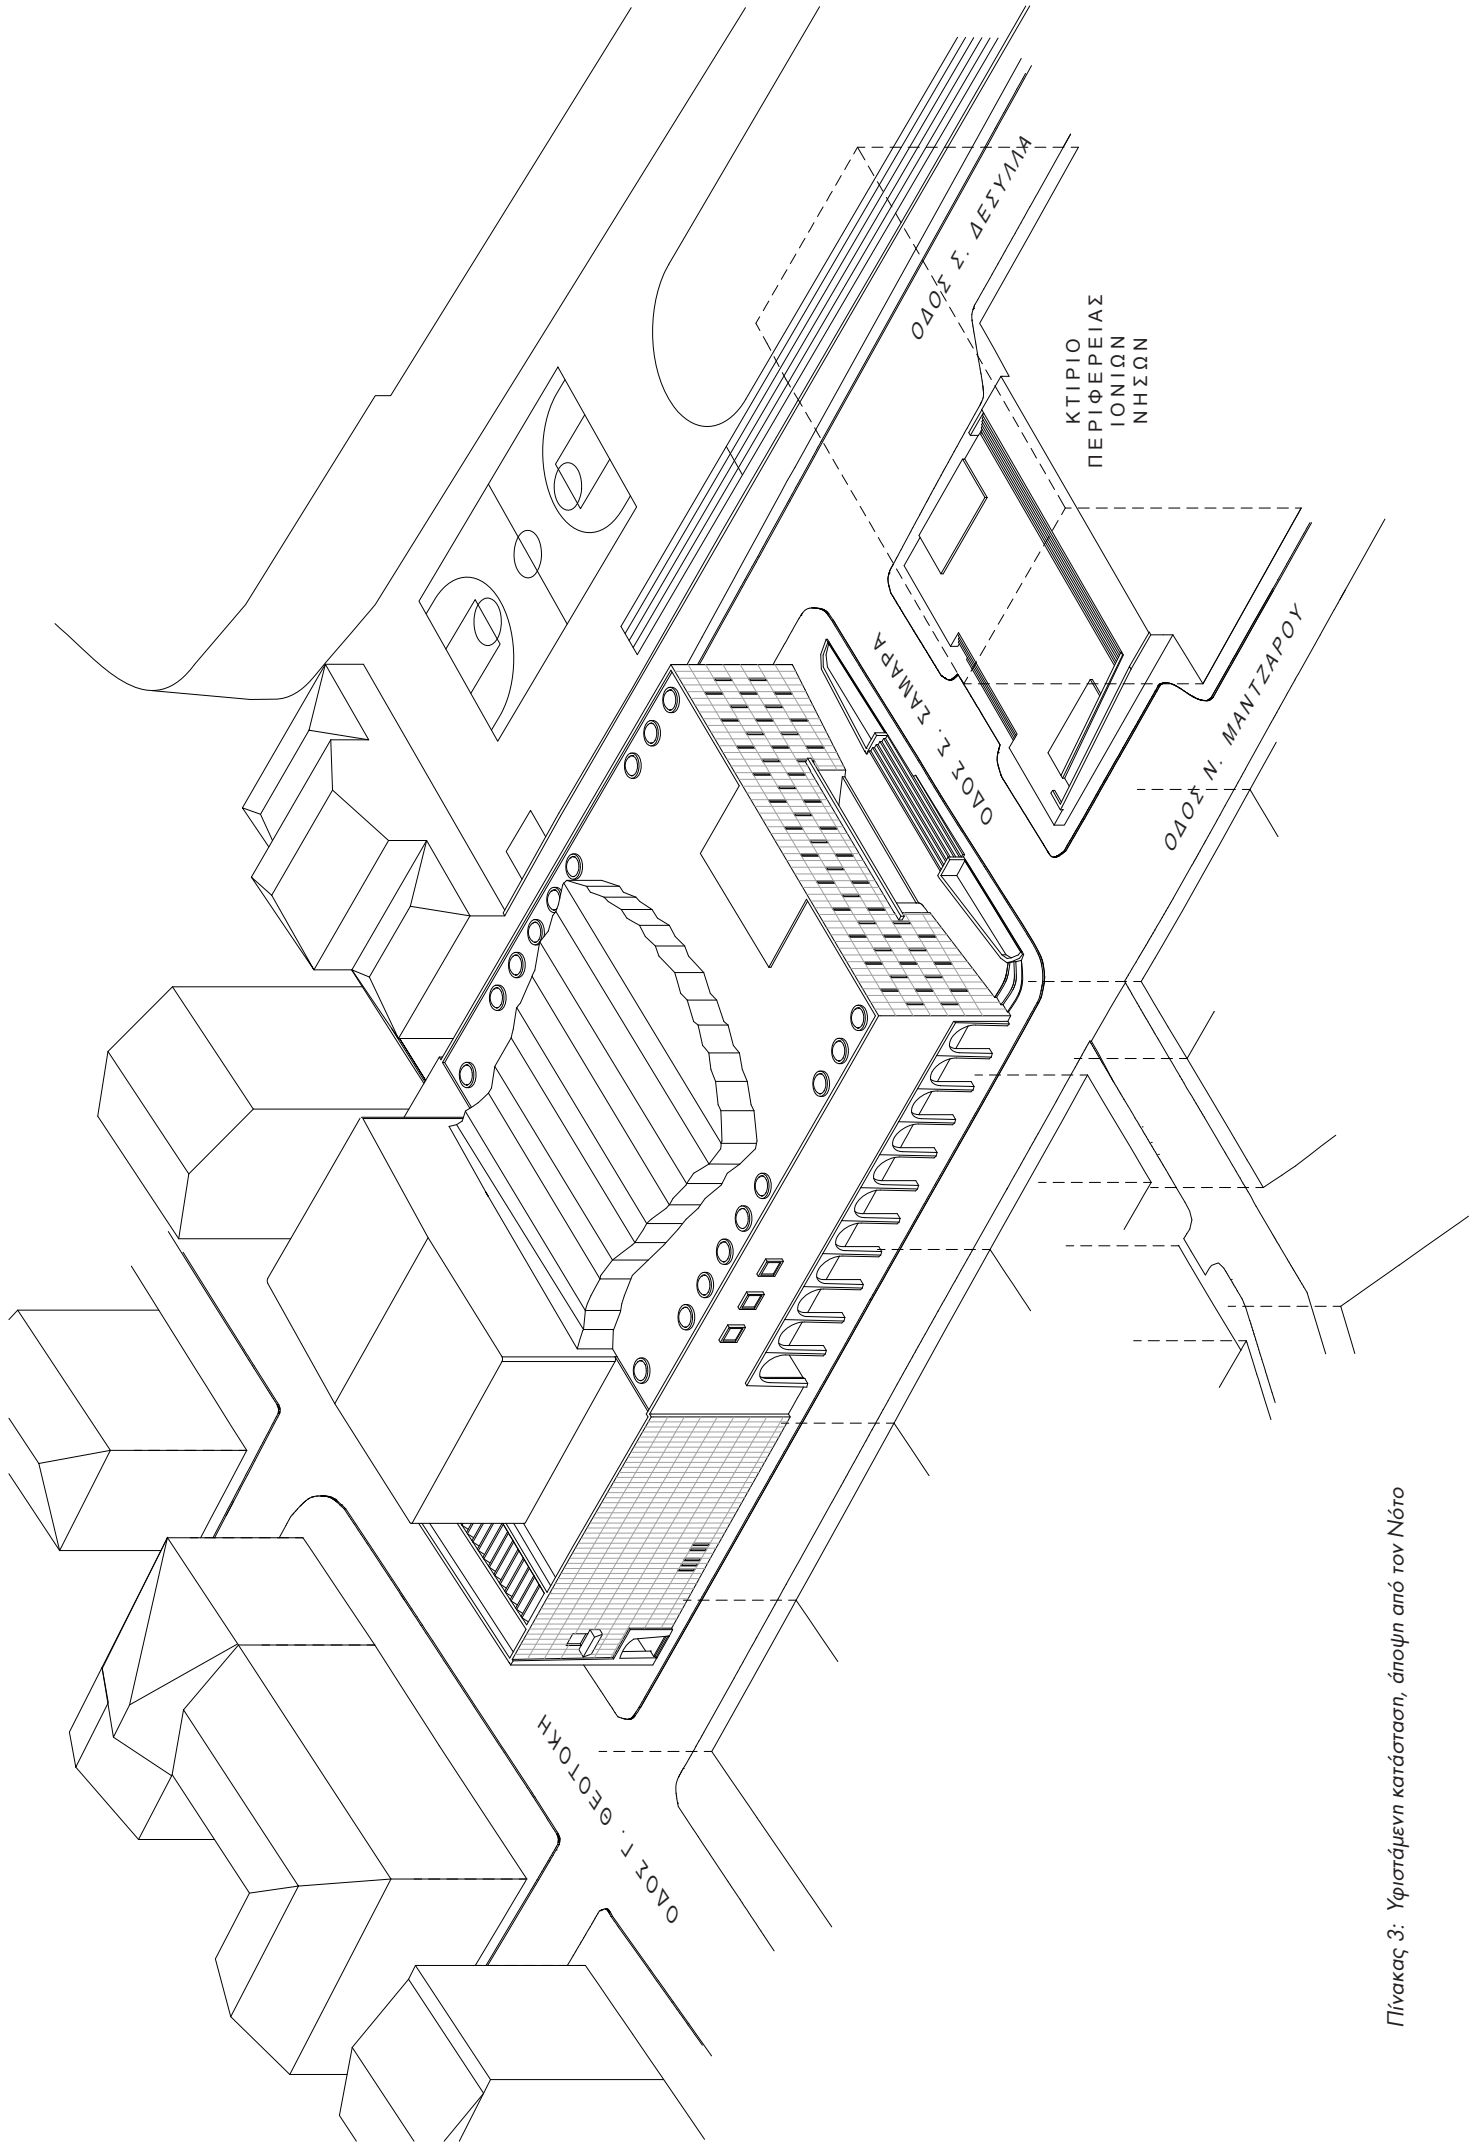 ΟΔΟΣ Γ. ΘΕΟΤΟΚΗ
ΟΔΟΣ Σ. ΣΑΜΑΡΑ
ΟΔΟΣ Σ. ΔΕΣΥΛΛΑ
ΟΔΟΣ Ν. ΜΑΝΤΖΑΡΟΥ
ΚΤΙΡΙΟ
ΠΕΡΙΦΕΡΕΙΑΣ
ΙΟΝΙΩΝ
ΝΗΣΩΝ
Πίνακας 3: Υφιστάμενη κατάσταση, άποψη από τον Νότο